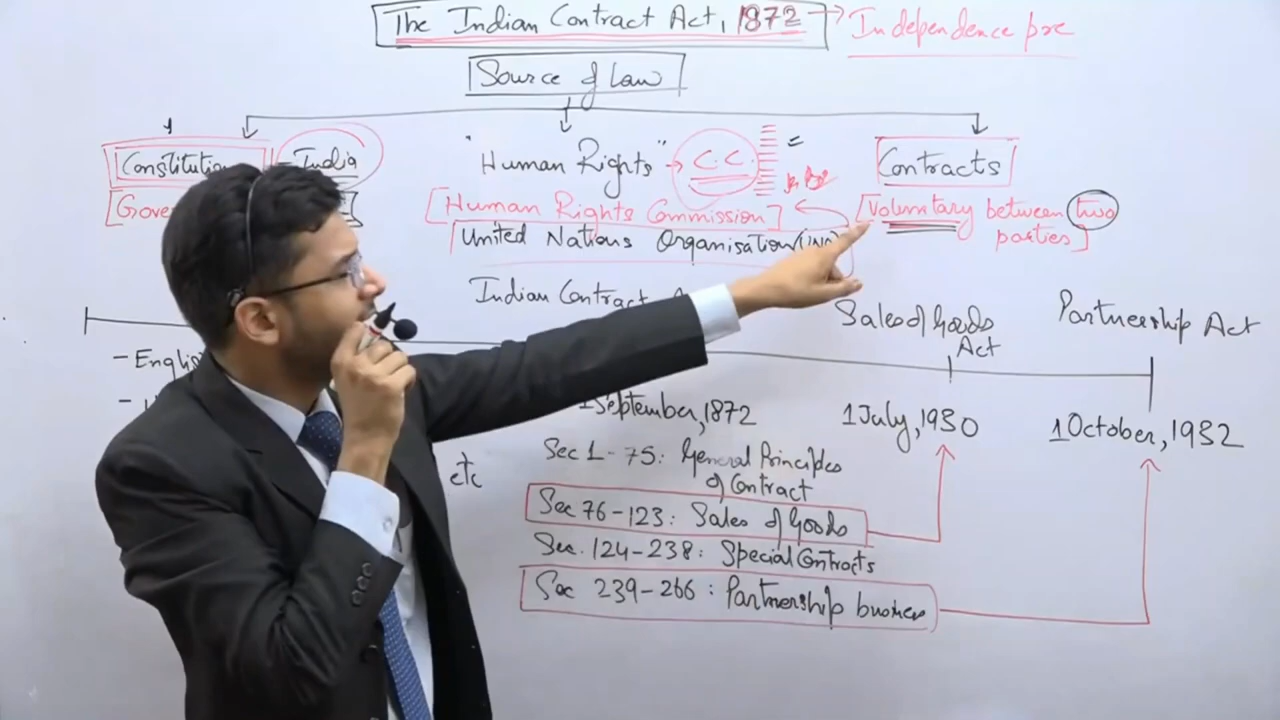 The Indian Contract Act, 1872 → Independence pre
Source of Law
Constitution India
"Human Rights" → C.C. =
Contracts
[Human Rights Commission]
[Voluntary between two
parties]
United Nations Organisation
Indian Contract
Sales of Goods
Act
Partnership Act
1 September, 1872
1 July, 1930
1 October, 1932
etc
Sec 1-75: General Principles
of Contract
Sec 76-123: Sales of Goods
Sec. 124-238: Special Contracts
Sec 239-266: Partnership business